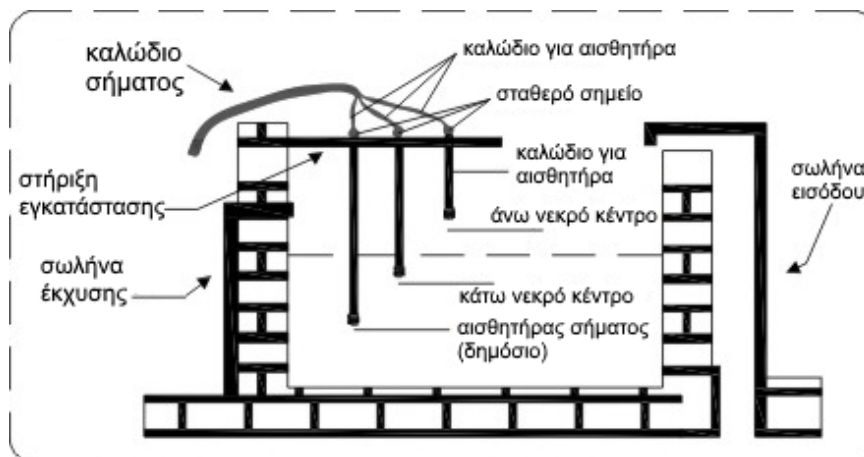 καλώδιο
σήματος
καλώδιο για αισθητήρα
σταθερό σημείο
καλώδιο για
αισθητήρα
σωλήνα
εισόδου
στήριξη
εγκατάστασης
άνω νεκρό κέντρο
σωλήνα
έκχυσης
κάτω νεκρό κέντρο
αισθητήρας σήματος
(δημόσιο)